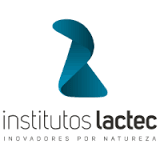 institutos lactec
INOVADORES POR NATUREZA